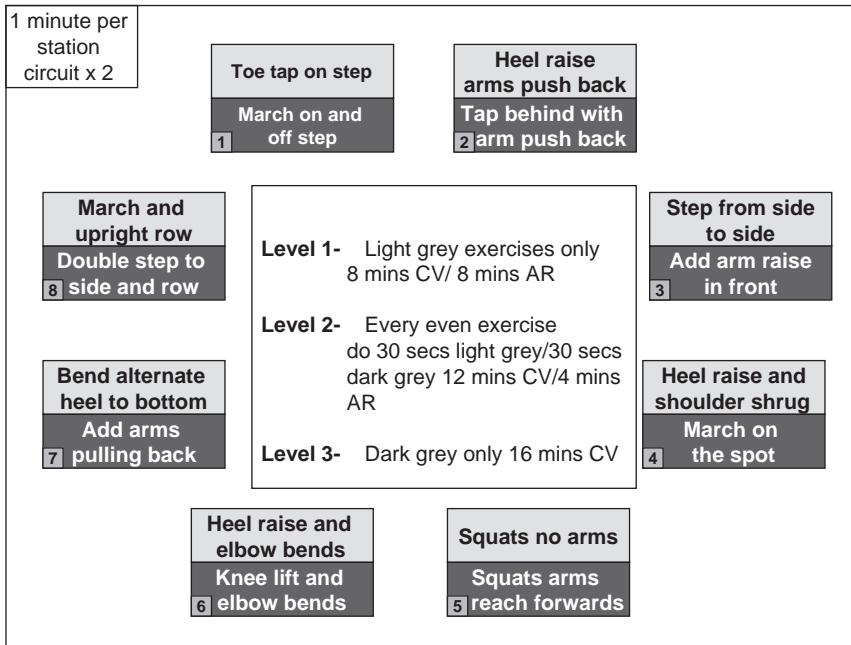 1 minute per
station
circuit x 2
Toe tap on step
March on and
off step
1
Heel raise
arms push back
Tap behind with
arm push back
2
Step from side
to side
Add arm raise
in front
3
Heel raise and
shoulder shrug
March on
the spot
4
Squats no arms
Squats arms
reach forwards
5
Heel raise and
elbow bends
Knee lift and
elbow bends
6
Bend alternate
heel to bottom
Add arms
pulling back
7
March and
upright row
Double step to
side and row
8
Level 1- Light grey exercises only
8 mins CV/ 8 mins AR
Level 2- Every even exercise
do 30 secs light grey/30 secs
dark grey 12 mins CV/4 mins
AR
Level 3- Dark grey only 16 mins CV